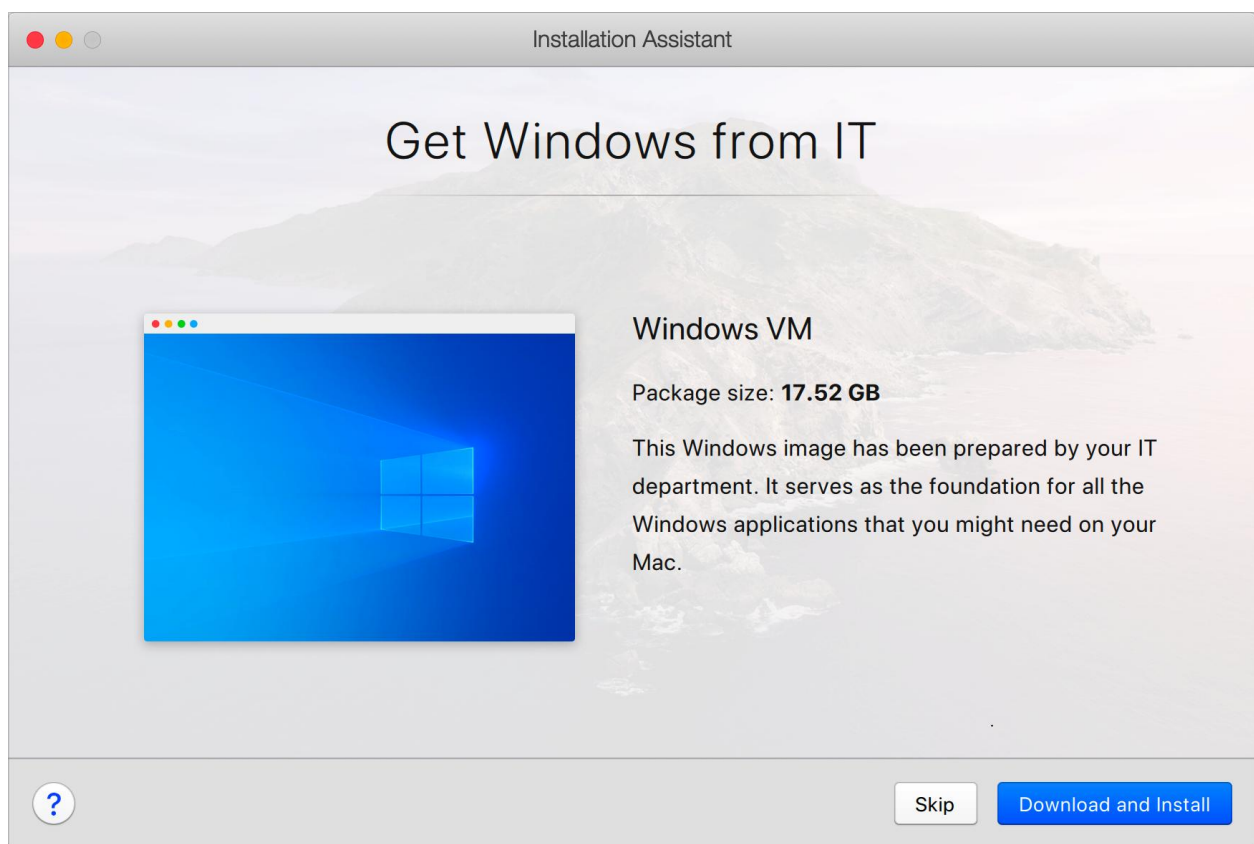 Installation Assistant
Get Windows from IT
Windows VM
Package size: 17.52 GB
This Windows image has been prepared by your IT
department. It serves as the foundation for all the
Windows applications that you might need on your
Mac.
?
Skip
Download and Install